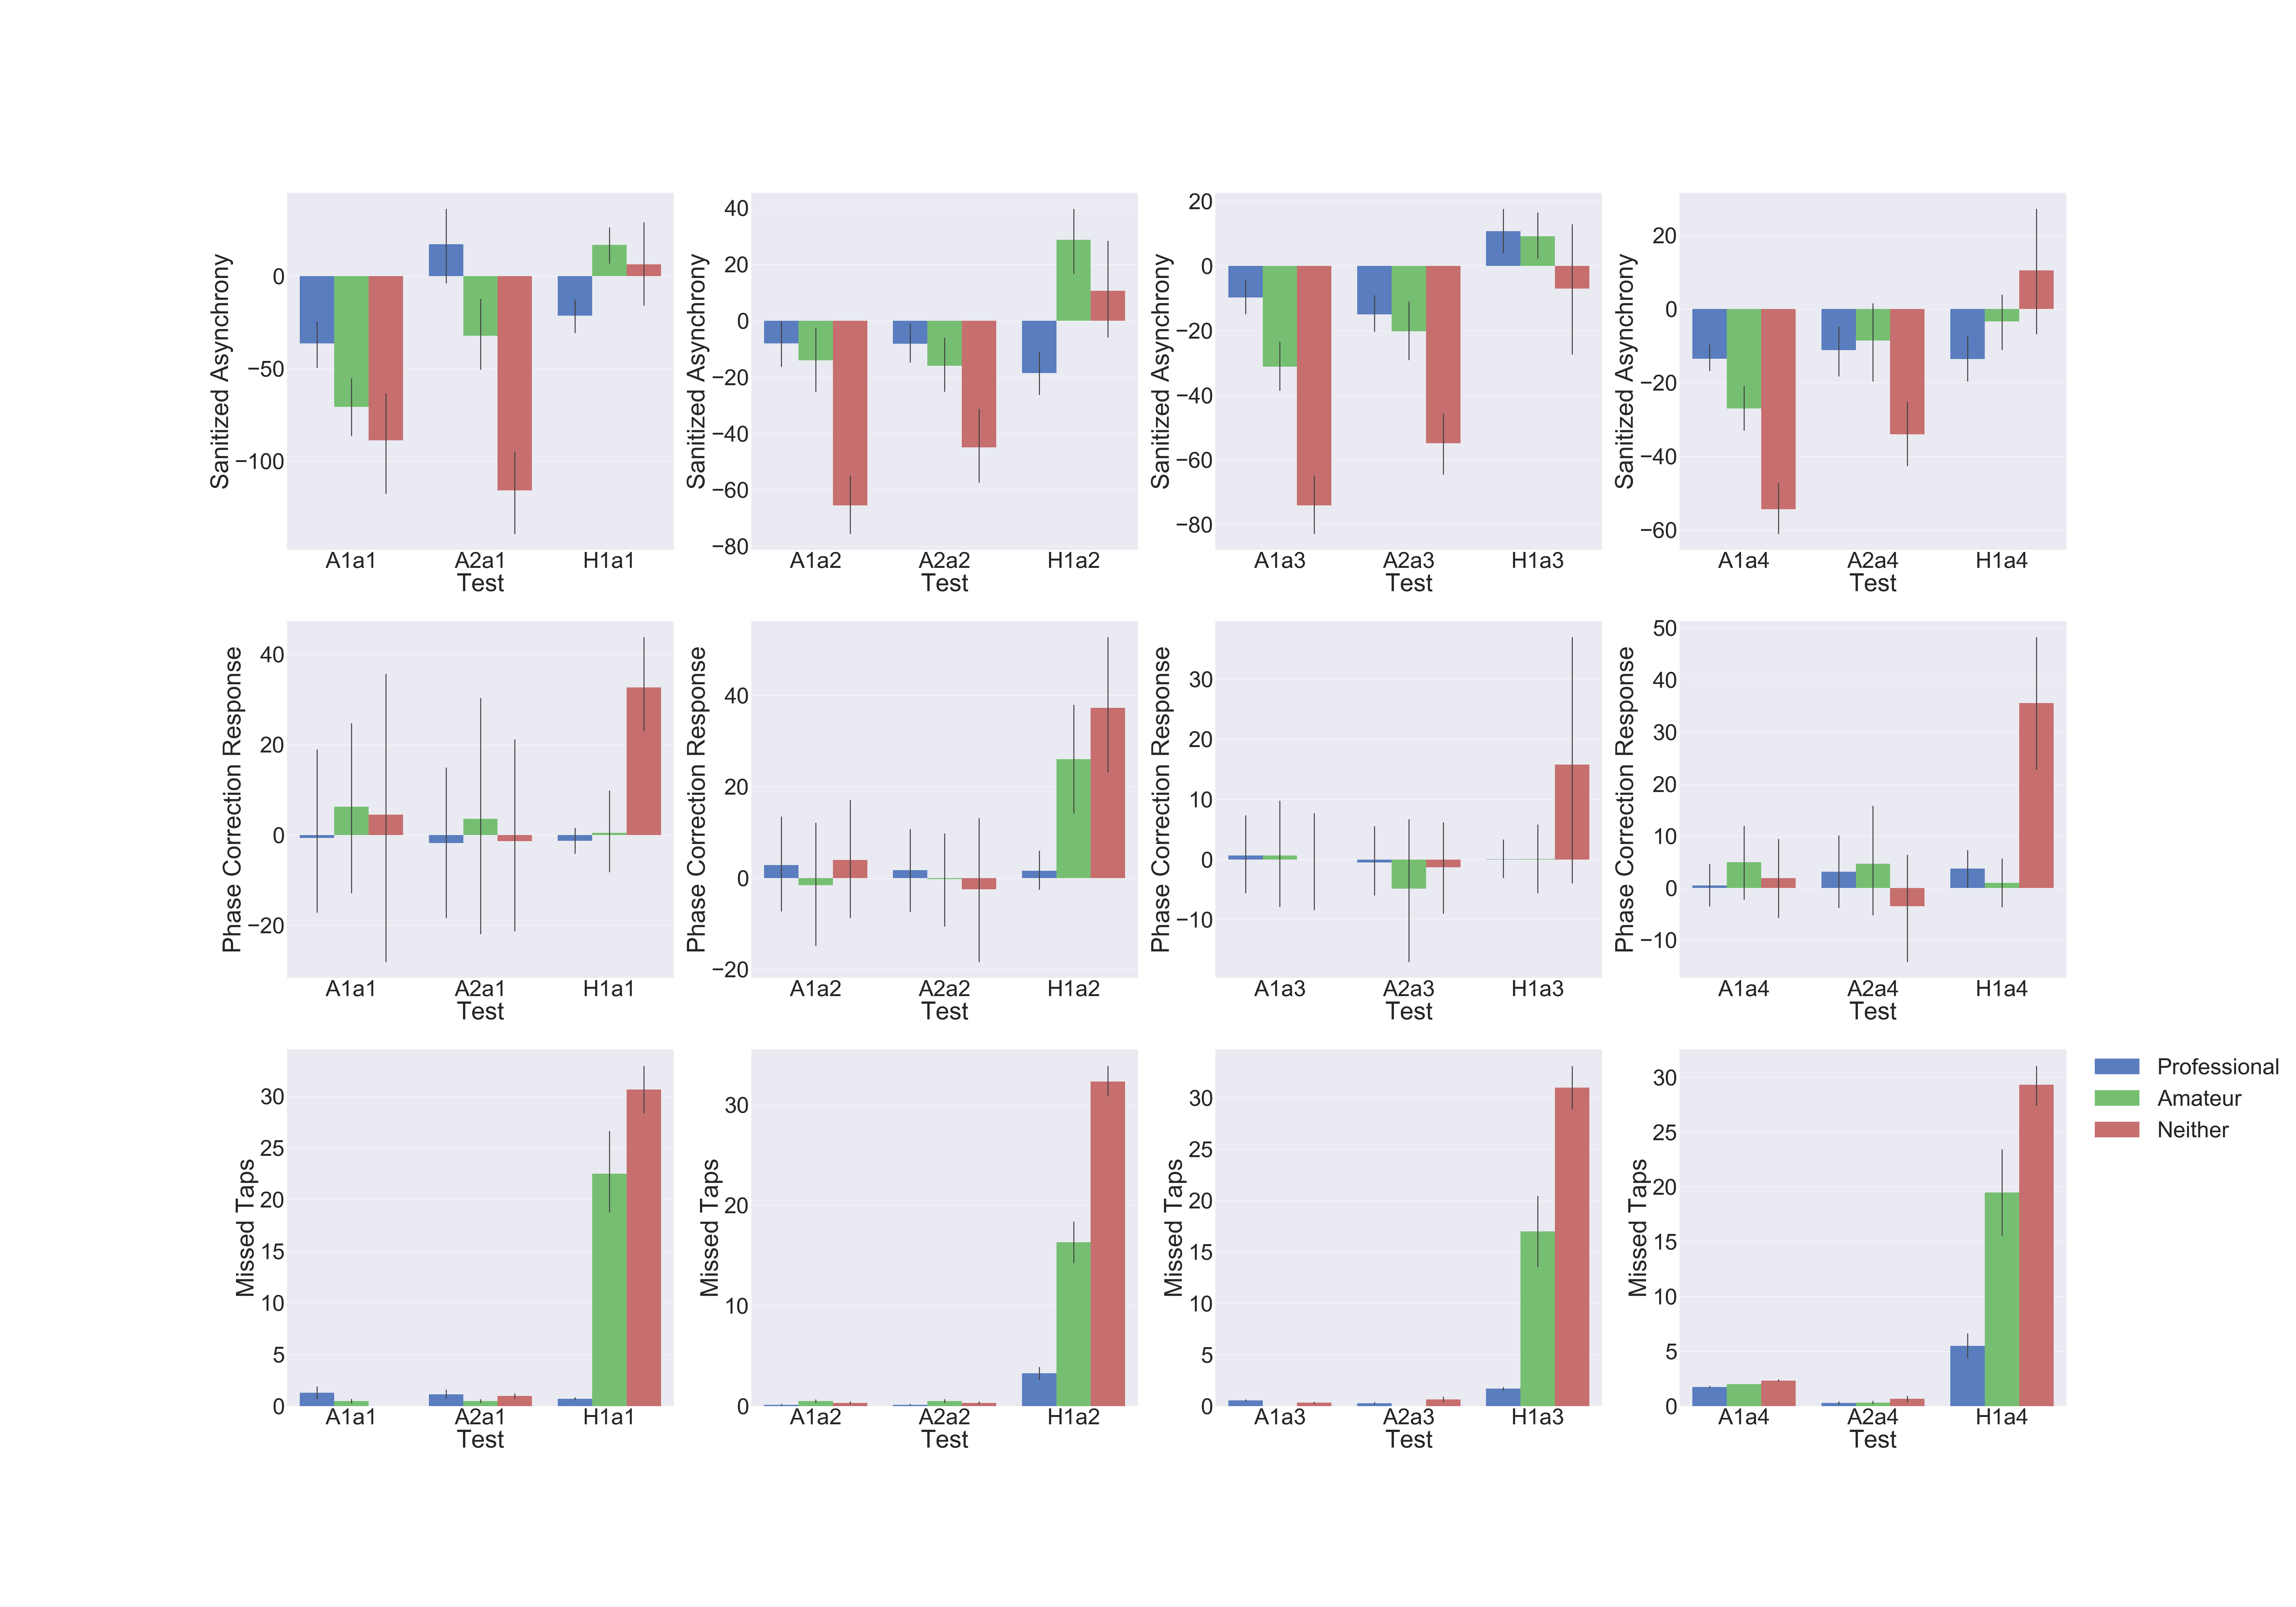 Sanitized Asynchrony
0
−50
−100
A1a1 A2a1 H1a1
Test
Sanitized Asynchrony
40
20
0
−20
−40
−60
−80
A1a2 A2a2 H1a2
Test
Sanitized Asynchrony
20
0
−20
−40
−60
−80
A1a3 A2a3 H1a3
Test
Sanitized Asynchrony
20
0
−20
−40
−60
A1a4 A2a4 H1a4
Test
Phase Correction Response
40
20
0
−20
A1a1 A2a1 H1a1
Test
Phase Correction Response
40
20
0
−20
A1a2 A2a2 H1a2
Test
Phase Correction Response
30
20
10
0
−10
A1a3 A2a3 H1a3
Test
Phase Correction Response
50
40
30
20
10
0
−10
A1a4 A2a4 H1a4
Test
Missed Taps
30
25
20
15
10
5
0
A1a1 A2a1 H1a1
Test
Missed Taps
30
20
10
0
A1a2 A2a2 H1a2
Test
Missed Taps
30
25
20
15
10
5
0
A1a3 A2a3 H1a3
Test
Missed Taps
30
25
20
15
10
5
0
A1a4 A2a4 H1a4
Test
Professional
Amateur
Neither